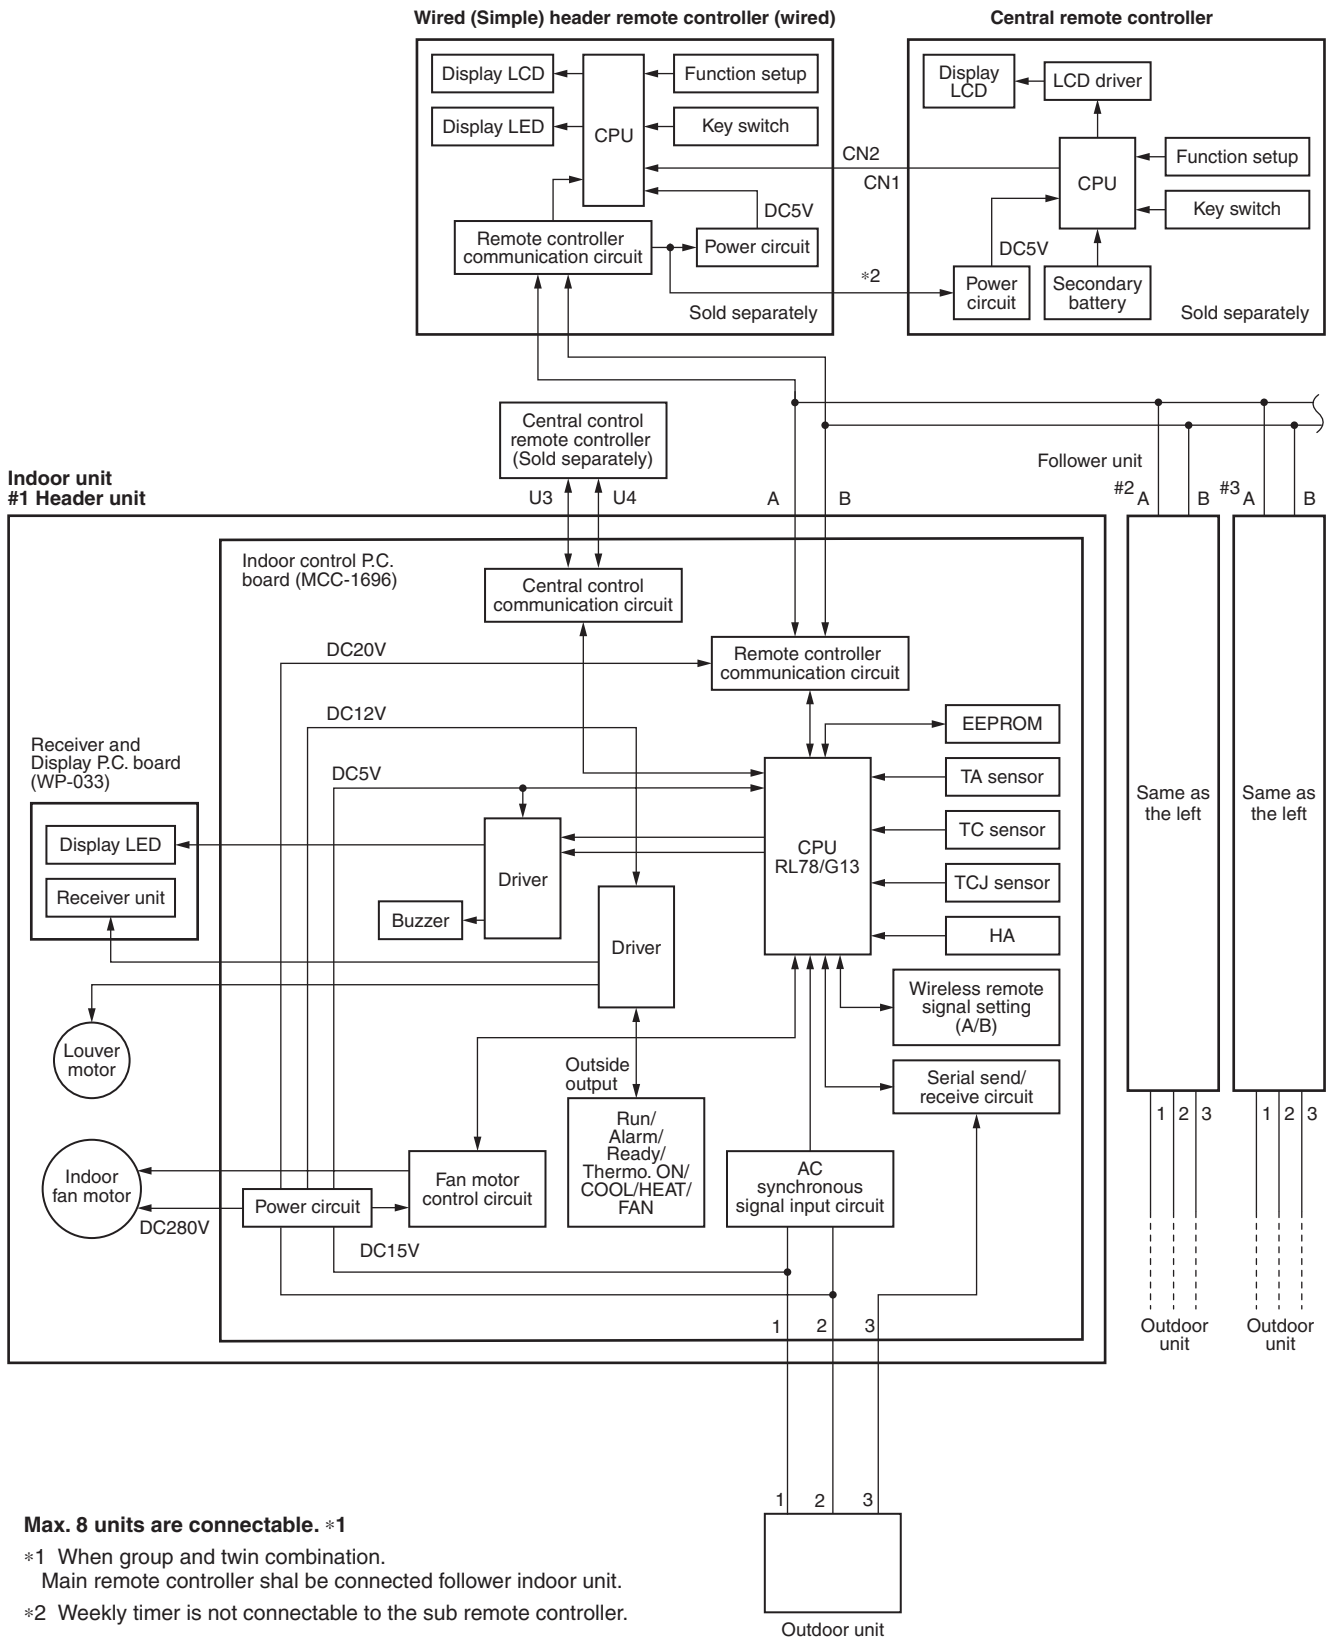 Wired (Simple) header remote controller (wired)
Central remote controller
Display LCD
CPU
Function setup
Display LED
Key switch
DC5V
Remote controller
communication circuit
Power circuit
Sold separately
Display
LCD
LCD driver
CPU
Function setup
Key switch
DC5V
Power
circuit
Secondary
battery
Sold separately
CN2
CN1
∗2
Central control
remote controller
(Sold separately)
U3
U4
A
B
Follower unit
#2
A
B
#3
A
B
Indoor unit
#1 Header unit
Indoor control P.C.
board (MCC-1696)
Central control
communication circuit
DC20V
Remote controller
communication circuit
DC12V
EEPROM
Receiver and
Display P.C. board
(WP-033)
DC5V
TA sensor
Same as
the left
Same as
the left
Display LED
Driver
CPU
RL78/G13
TC sensor
Receiver unit
TCJ sensor
Buzzer
Driver
HA
Wireless remote
signal setting
(A/B)
Louver
motor
Outside
output
Serial send/
receive circuit
Run/
Alarm/
Ready/
Thermo. ON/
COOL/HEAT/
FAN
1
2
3
1
2
3
Indoor
fan motor
Fan motor
control circuit
AC
synchronous
signal input circuit
Power circuit
DC280V
DC15V
1
2
3
Outdoor
unit
Outdoor
unit
1
2
3
Outdoor unit
Max. 8 units are connectable. ∗1
∗1 When group and twin combination.
Main remote controller shal be connected follower indoor unit.
∗2 Weekly timer is not connectable to the sub remote controller.